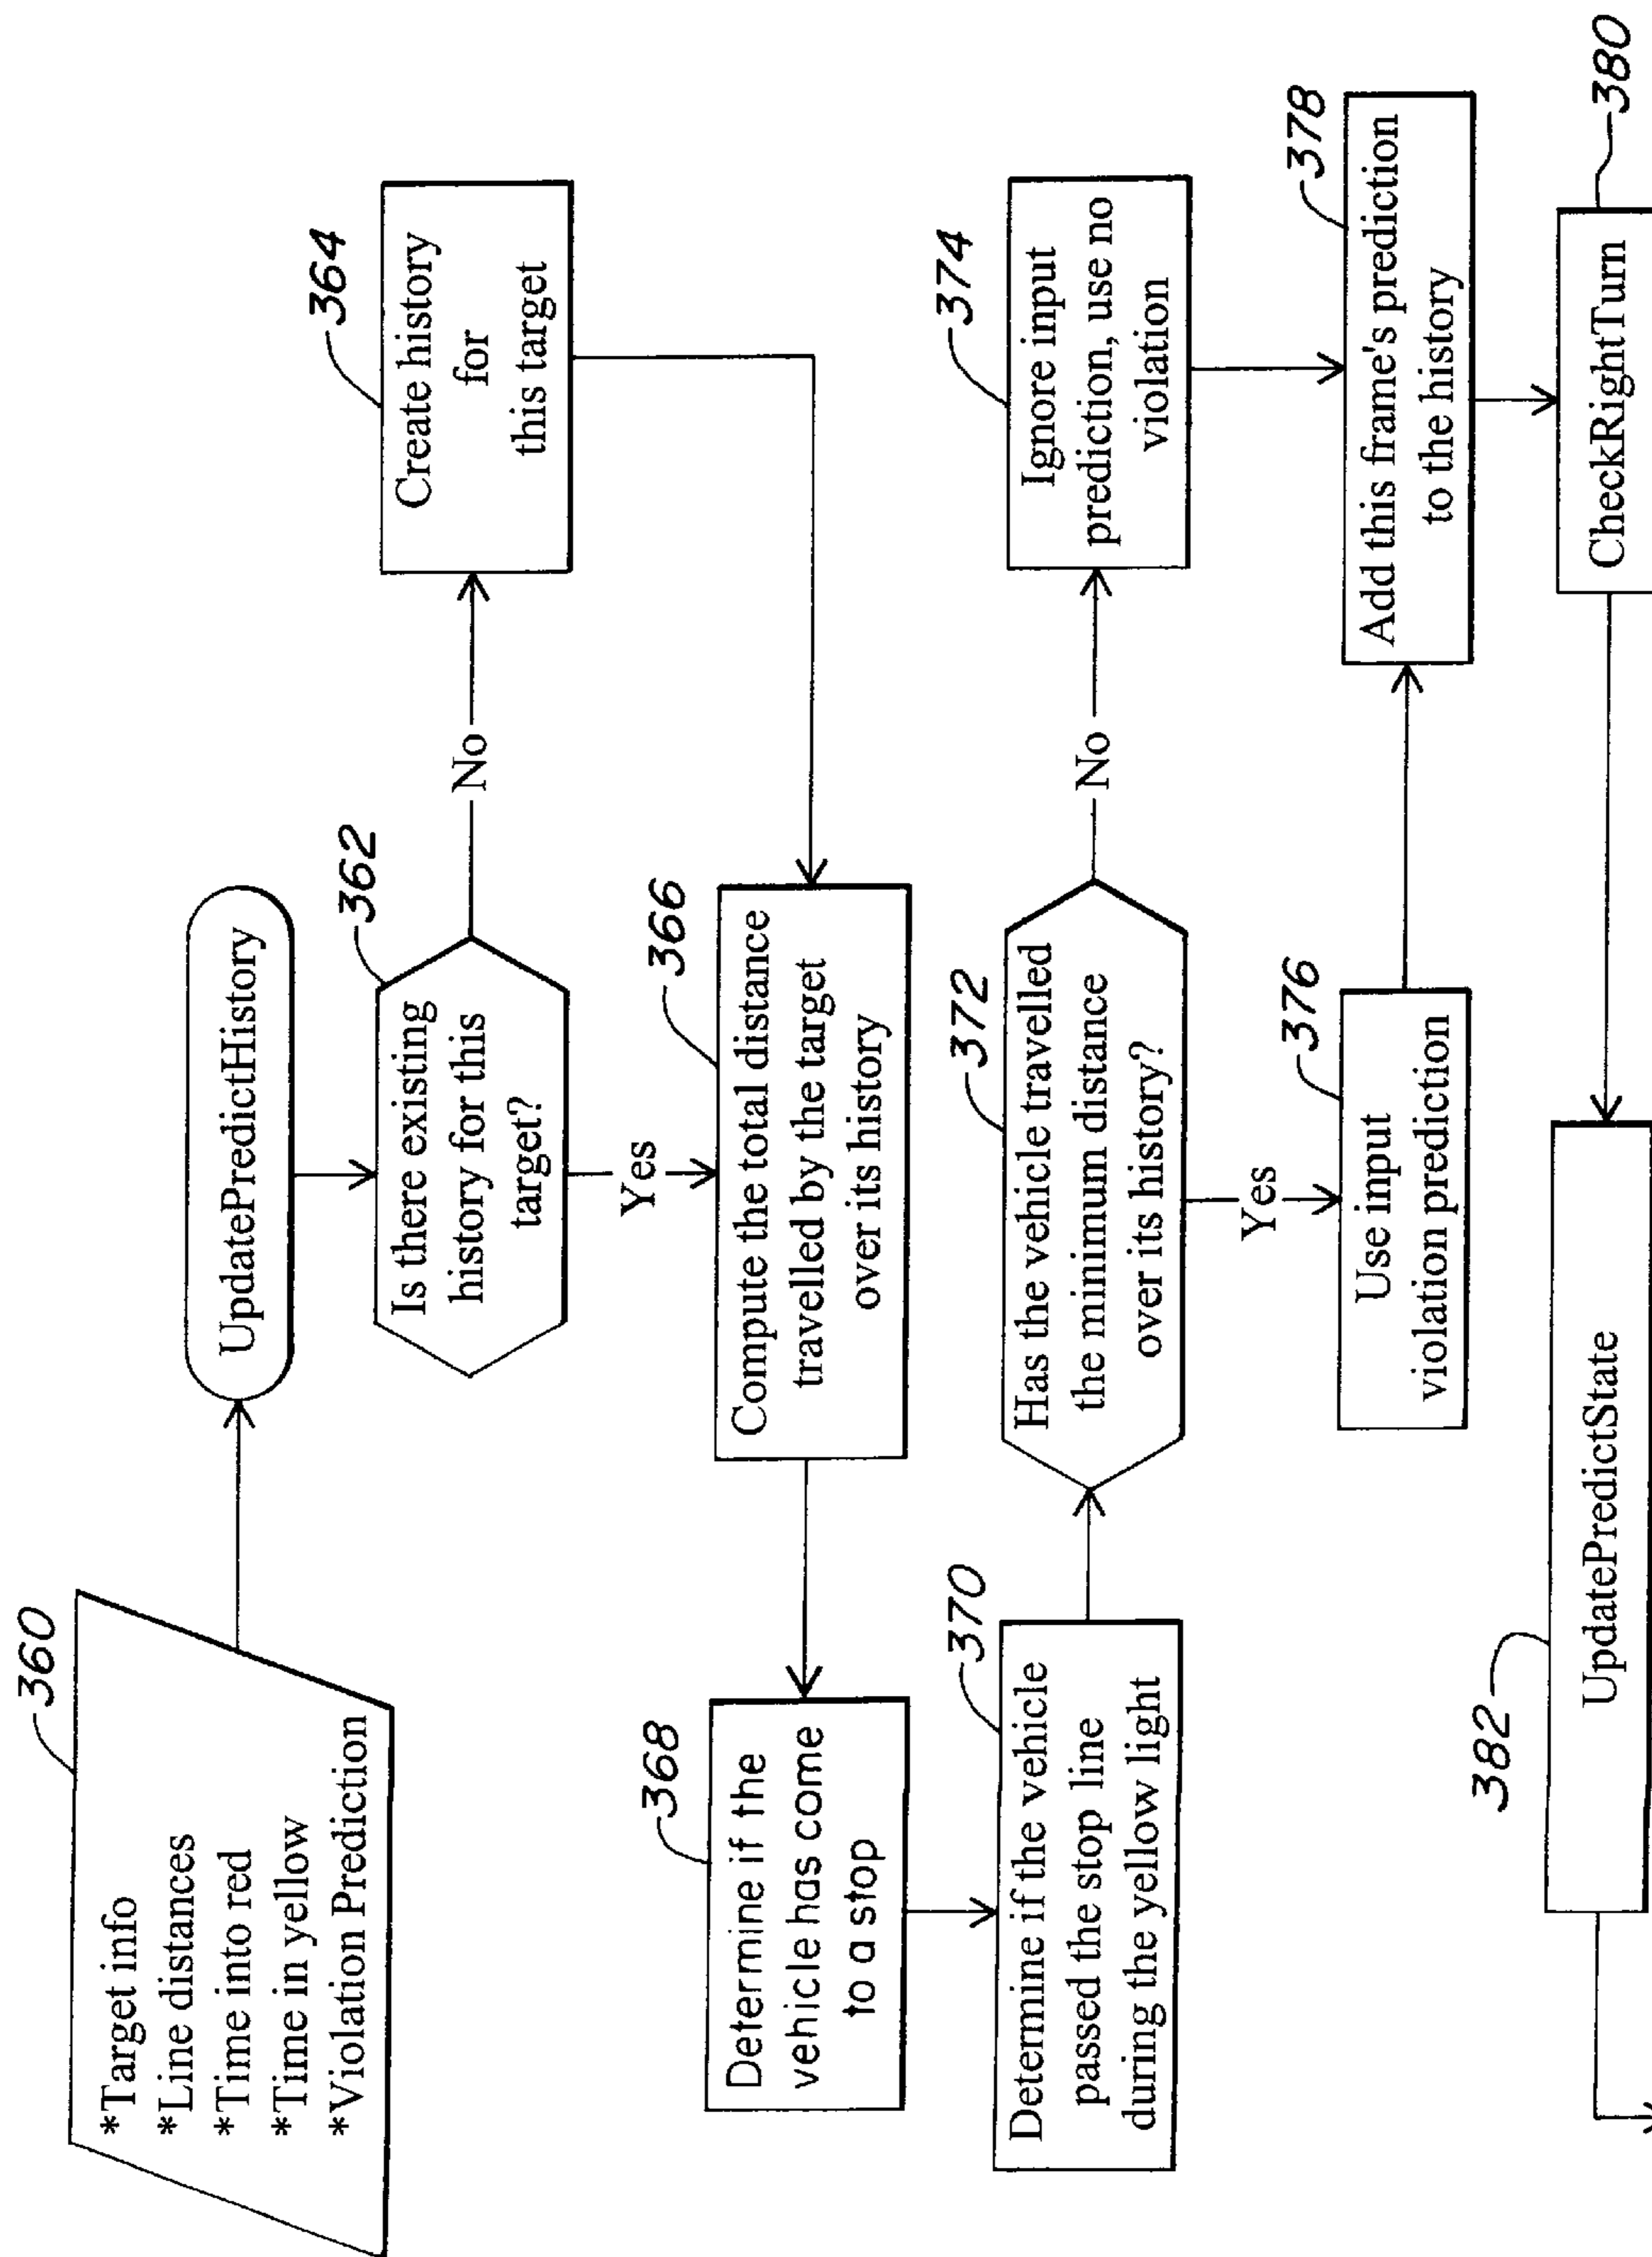 360
*Target info
*Line distances
*Time into red
*Time in yellow
*Violation Prediction
UpdatePredictHistory
362
Is there existing
history for this
target?
No
Yes
364
Create history
for
this target
366
Compute the total distance
travelled by the target
over its history
368
Determine if the
vehicle has come
to a stop
370
Determine if the vehicle
passed the stop line
during the yellow light
372
Has the vehicle travelled
the minimum distance
over its history?
No
Yes
374
Ignore input
prediction, use no
violation
376
Use input
violation prediction
378
Add this frame's prediction
to the history
CheckRightTurn
380
382
UpdatePredictState